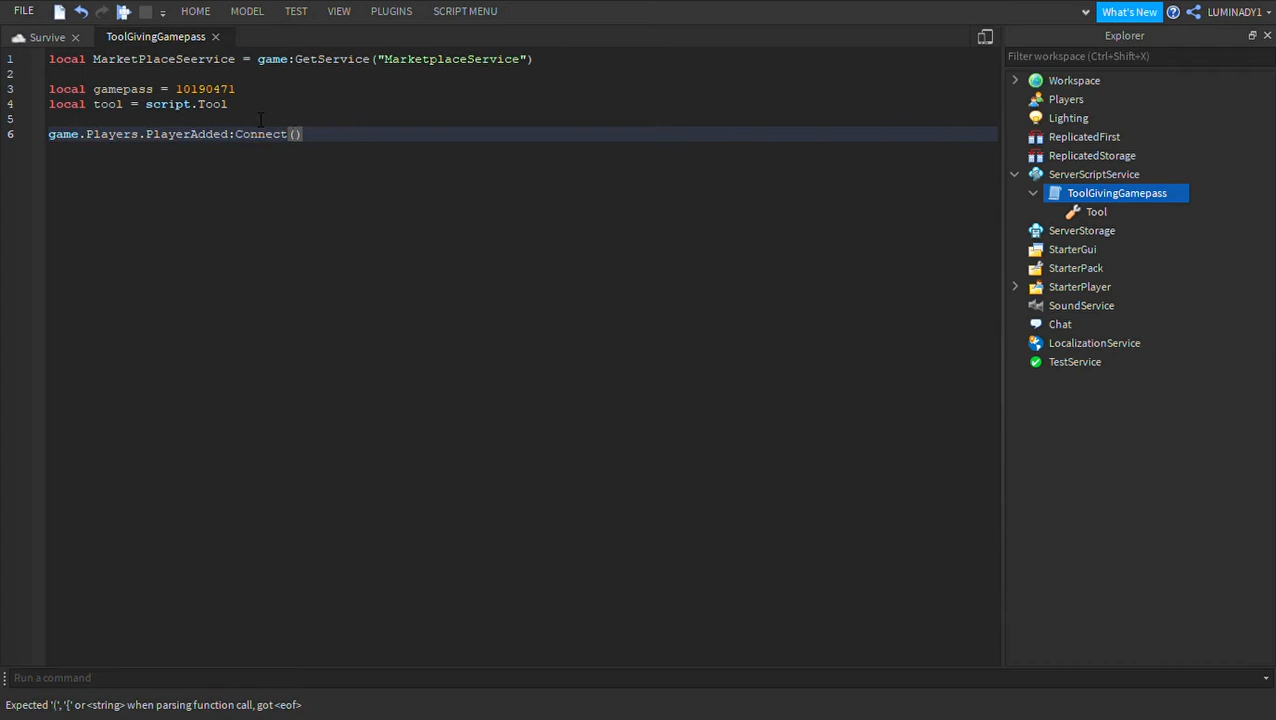 FILE HOME MODEL TEST VIEW PLUGINS SCRIPT MENU What's New LUMINADY1
Survive ToolGivingGamepass
1 local MarketPlaceSeervice = game:GetService("MarketplaceService")
2
3 local gamepass = 10190471
4 local tool = script.Tool
5
6 game.Players.PlayerAdded:Connect()
Explorer
Filter workspace (Ctrl+Shift+X)
Workspace
Players
Lighting
ReplicatedFirst
ReplicatedStorage
ServerScriptService
ToolGivingGamepass
Tool
ServerStorage
StarterGui
StarterPack
StarterPlayer
SoundService
Chat
LocalizationService
TestService
Run a command
Expected '(', '{' or <string> when parsing function call, got <eof>